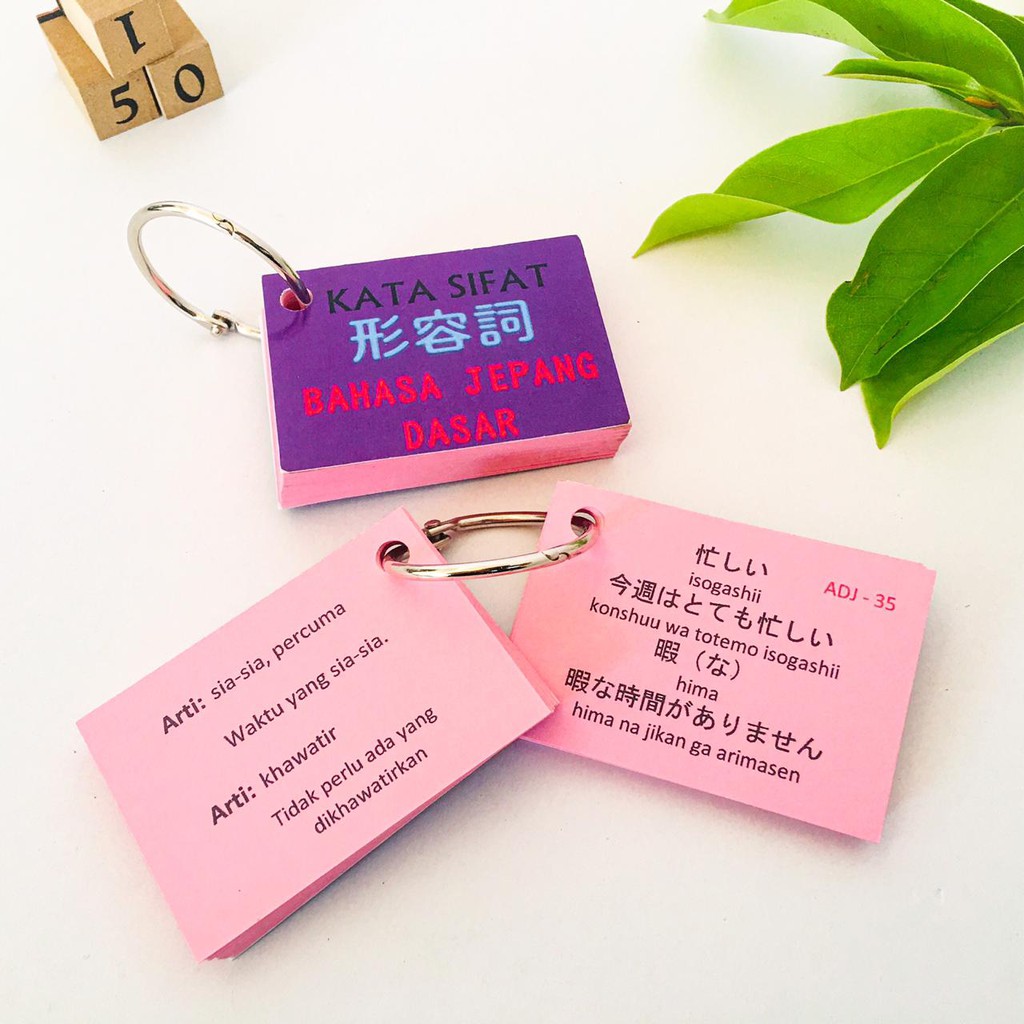 1
5 0
KATA SIFAT
形容詞
BAHASA JEPANG
DASAR
Arti: sia-sia, percuma
Waktu yang sia-sia.
Arti: khawatir
Tidak perlu ada yang
dikhawatirkan
ADJ - 35
忙しい
isogashii
今週はとても忙しい
konshuu wa totemo isogashii
暇（な）
hima
暇な時間がありません
hima na jikan ga arimasen